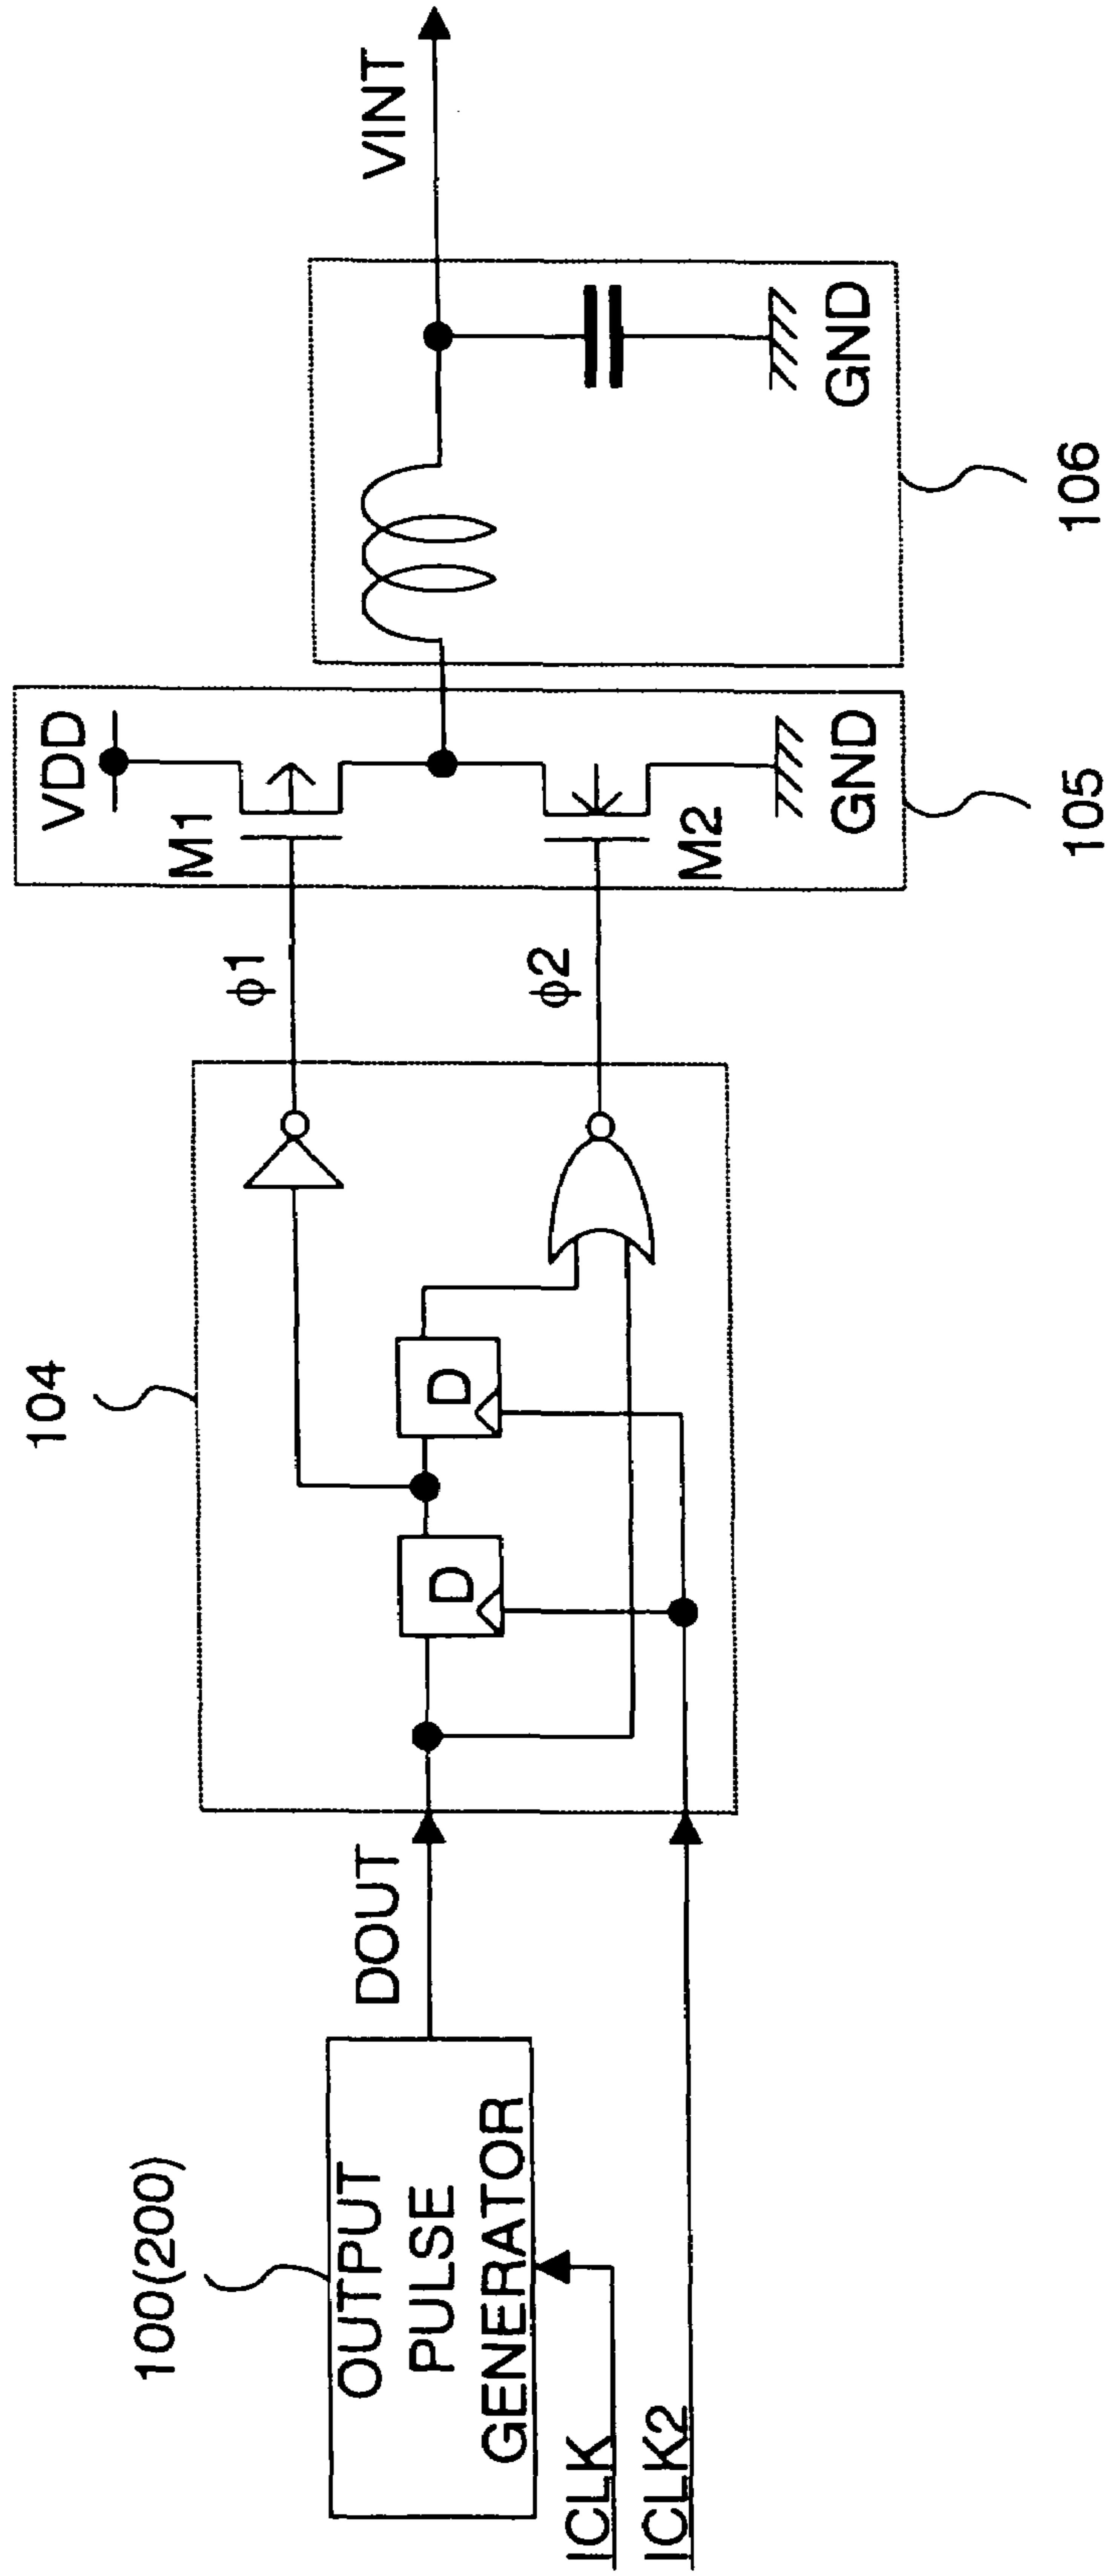 100(200)
OUTPUT
PULSE
GENERATOR
ICLK
ICLK2
DOUT
104
D
D
φ1
φ2
VDD
M1
M2
GND
105
GND
106
VINT